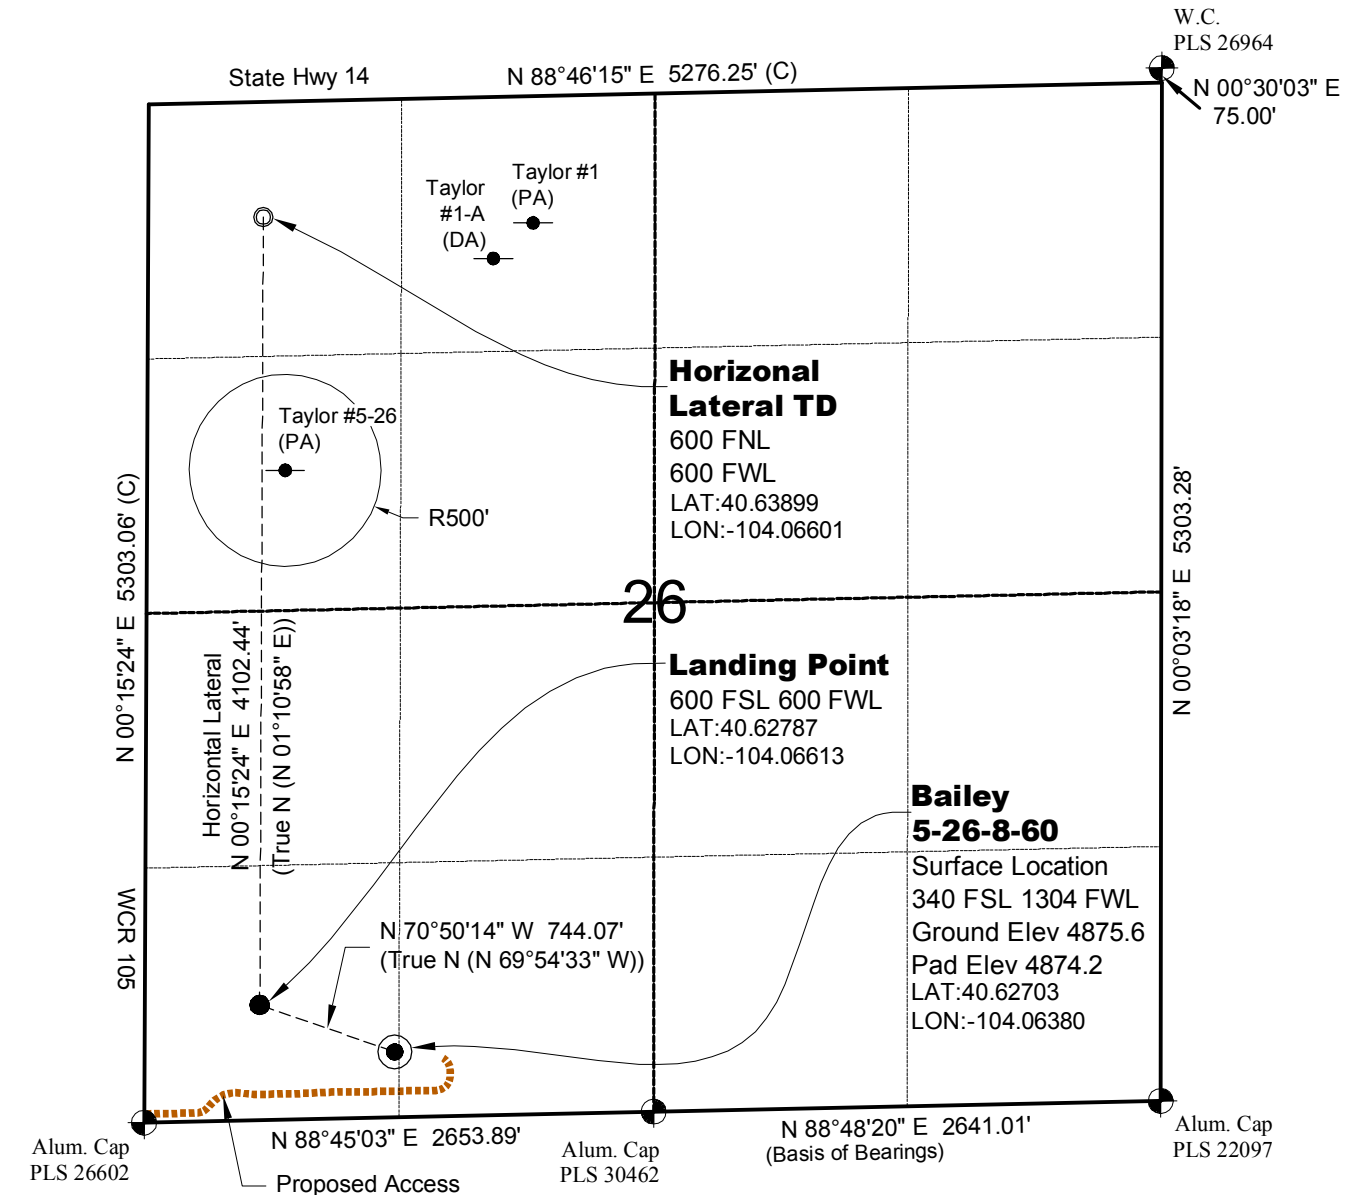 W.C.
PLS 26964
State Hwy 14
N 88°46'15" E 5276.25' (C)
N 00°30'03" E
75.00'
Taylor #1
(PA)
Taylor
#1-A
(DA)
Horizonal
Lateral TD
600 FNL
600 FWL
LAT:40.63899
LON:-104.06601
Taylor #5-26
(PA)
R500'
N 00°15'24" E 5303.06' (C)
N 00°03'18" E 5303.28'
26
Horizontal Lateral
N 00°15'24" E 4102.44'
(True N (N 01°10'58" E))
Landing Point
600 FSL 600 FWL
LAT:40.62787
LON:-104.06613
Bailey
5-26-8-60
Surface Location
340 FSL 1304 FWL
Ground Elev 4875.6
Pad Elev 4874.2
LAT:40.62703
LON:-104.06380
WCR 105
N 70°50'14" W 744.07'
(True N (N 69°54'33" W))
N 88°45'03" E 2653.89'
N 88°48'20" E 2641.01'
(Basis of Bearings)
Alum. Cap
PLS 26602
Alum. Cap
PLS 30462
Alum. Cap
PLS 22097
Proposed Access